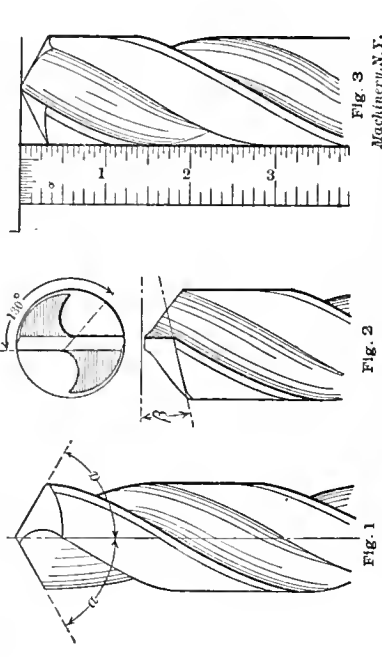 α
α
Fig. 1
130°
β
Fig. 2
1
2
3
Fig. 3
Machinery, N.Y.